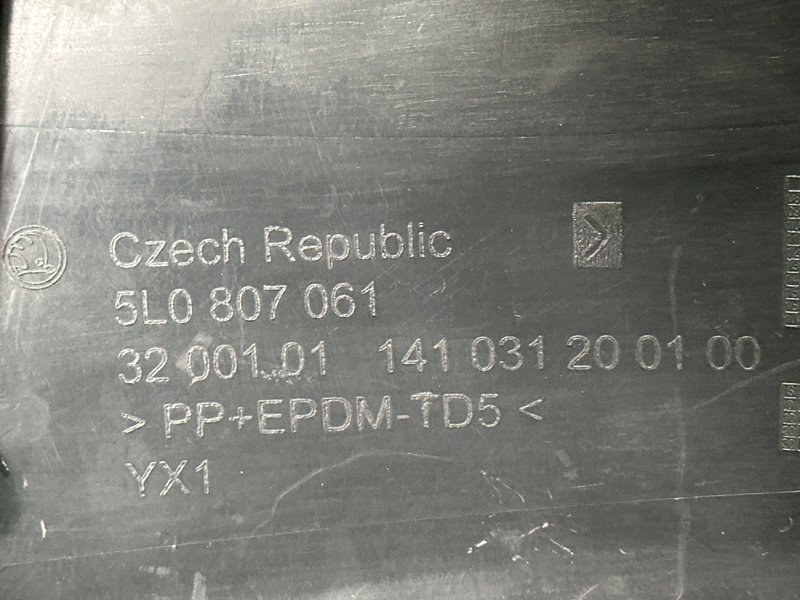 Czech Republic
5L0 807 061
32 001 01 141 031 20 01 00
> PP+EPDM-TD5 <
YX1